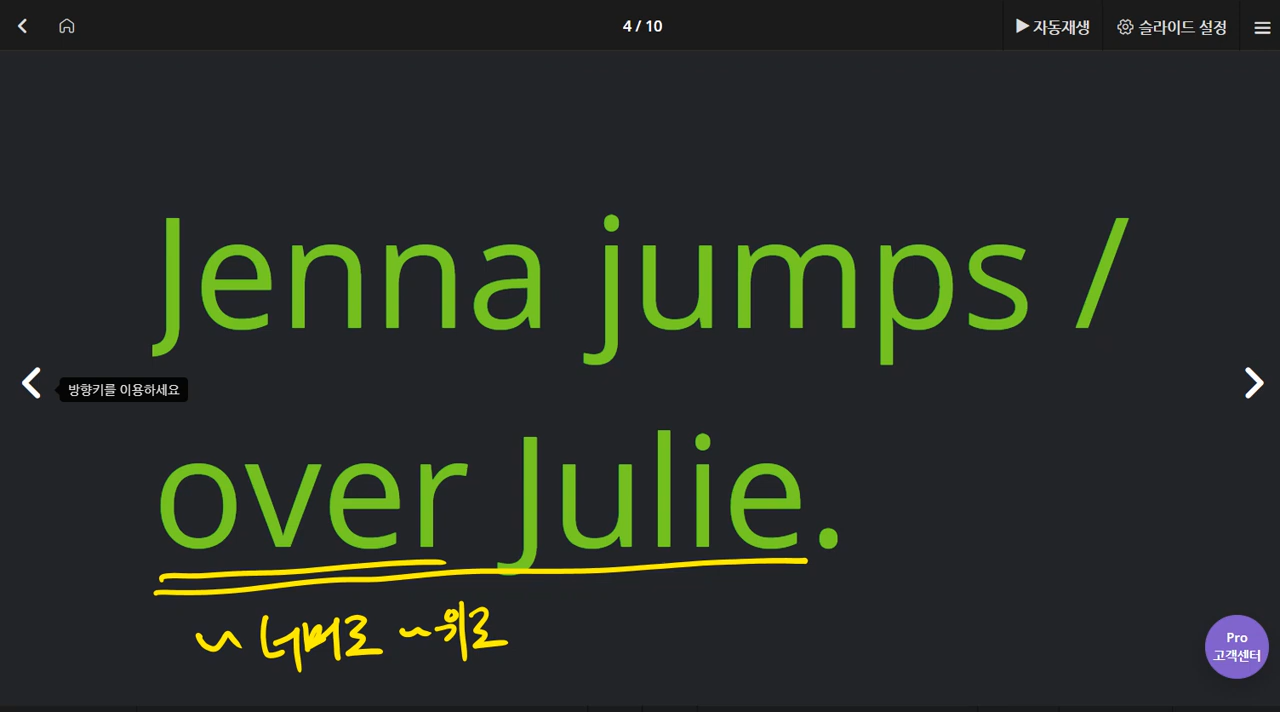 4 / 10
자동재생
슬라이드 설정
Jenna jumps /
방향키를 이용하세요
over Julie.
~ 너머로 ~위로
Pro
고객센터